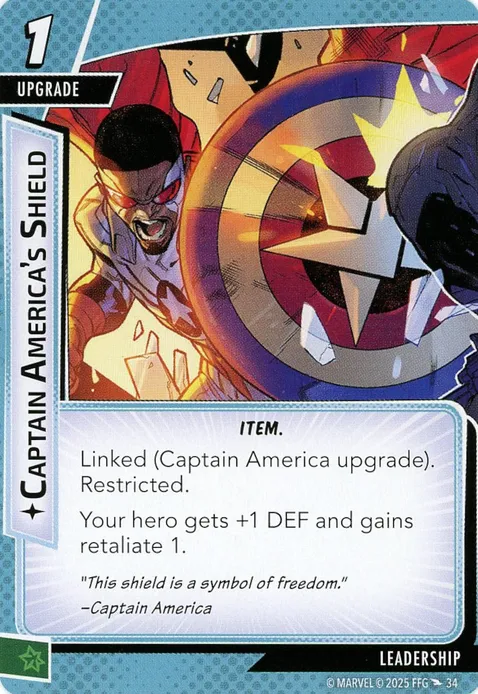 1
UPGRADE
CAPTAIN AMERICA'S SHIELD
ITEM.
Linked (Captain America upgrade).
Restricted.
Your hero gets +1 DEF and gains
retaliate 1.
"This shield is a symbol of freedom."
–Captain America
LEADERSHIP
© MARVEL © 2025 FFG 34